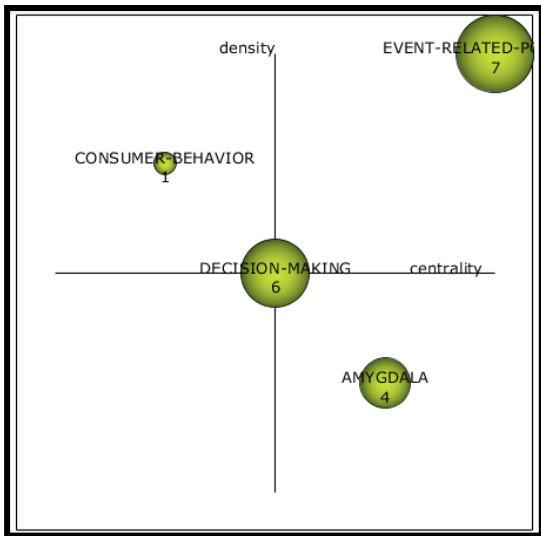 density
EVENT-RELATED-P
7
CONSUMER-BEHAVIOR
1
DECISION-MAKING
6
centrality
AMYGDALA
4